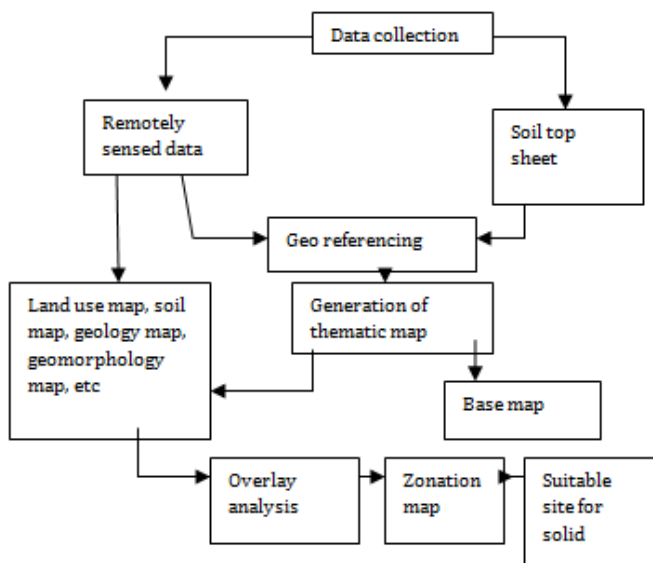 Data collection
Remotely
sensed data
Soil top
sheet
Geo referencing
Land use map, soil
map, geology map,
geomorphology
map, etc
Generation of
thematic map
Base map
Overlay
analysis
Zonation
map
Suitable
site for
solid